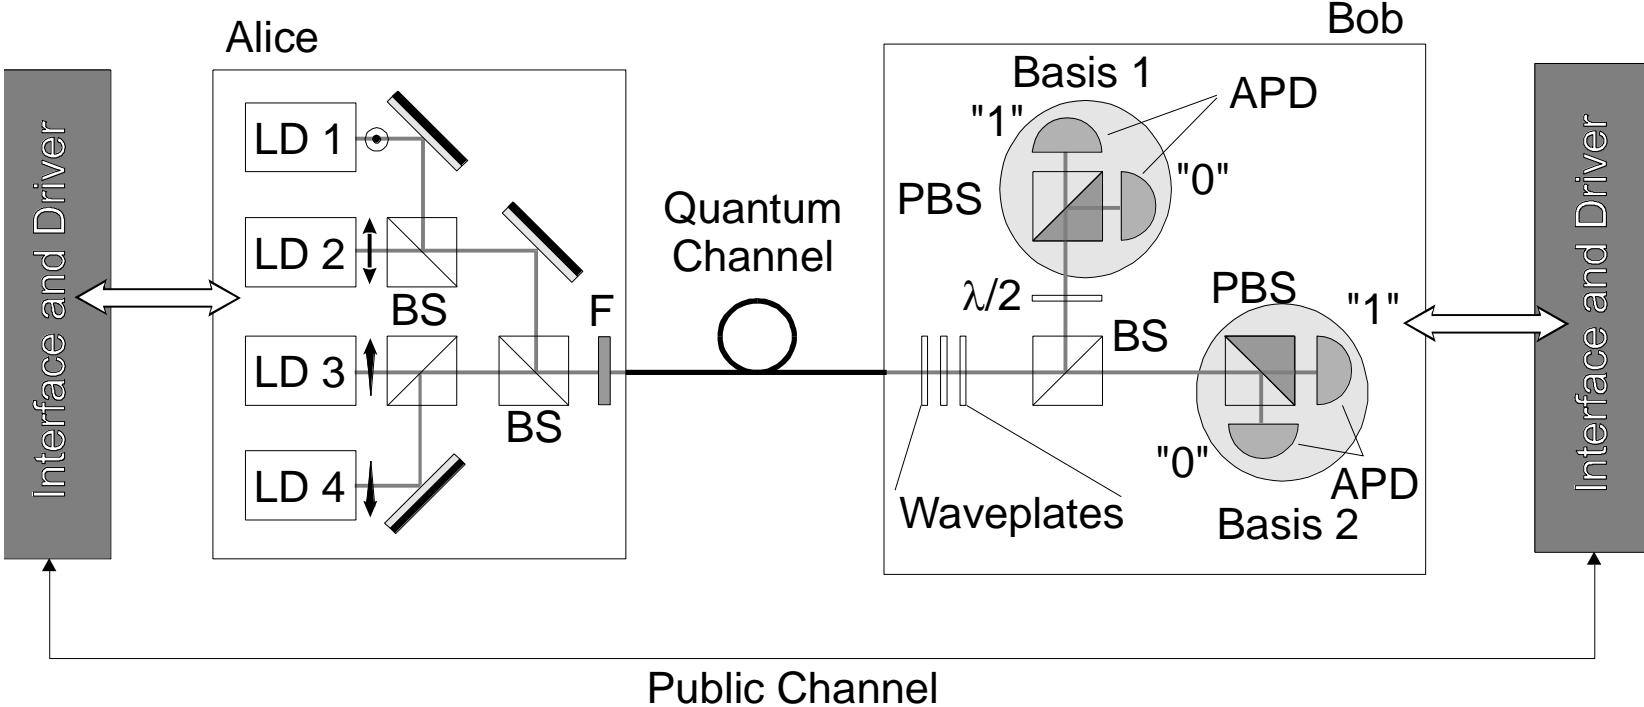 Alice
Bob
Interface and Driver
LD 1
LD 2
BS
LD 3
LD 4
BS
F
Quantum
Channel
Basis 1
"1"
APD
"0"
PBS
λ/2
BS
PBS
"1"
"0"
APD
Basis 2
Waveplates
Interface and Driver
Public Channel